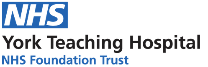 NHS
York Teaching Hospital
NHS Foundation Trust